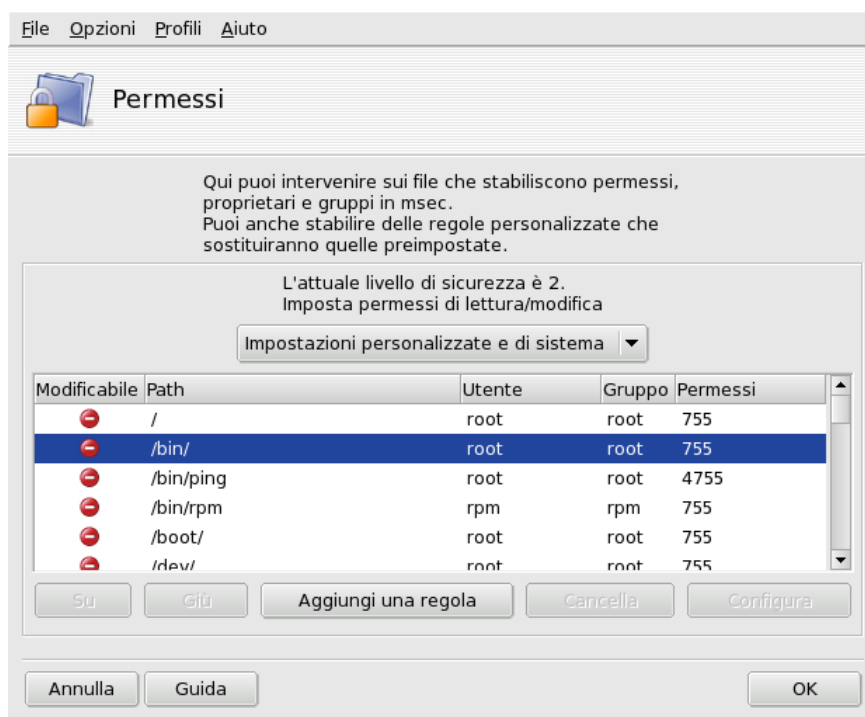 File Opzioni Profili Aiuto
Permessi
Qui puoi intervenire sui file che stabiliscono permessi,
proprietari e gruppi in msec.
Puoi anche stabilire delle regole personalizzate che
sostituiranno quelle preimpostate.
L'attuale livello di sicurezza è 2.
Imposta permessi di lettura/modifica
Impostazioni personalizzate e di sistema
Modificabile Path Utente Gruppo Permessi
/ root root 755
/bin/ root root 755
/bin/ping root root 4755
/bin/rpm rpm rpm 755
/boot/ root root 755
/dev/ root root 755
Su Giù Aggiungi una regola Cancella Configura
Annulla Guida OK